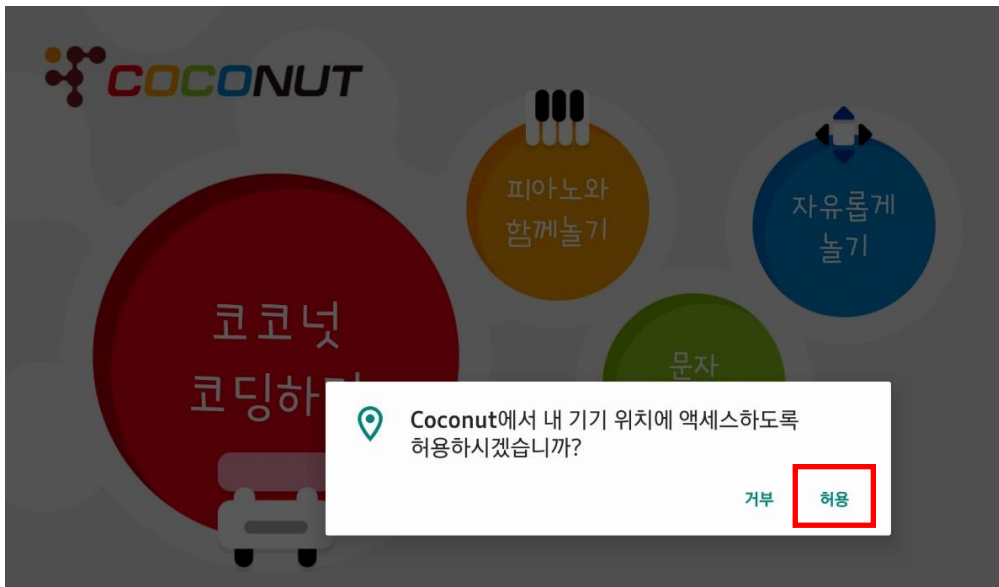 COCONUT
피아노와
함께놀기
자유롭게
놀기
코코넛
코딩하
문자
Coconut에서 내 기기 위치에 액세스하도록
허용하시겠습니까?
거부 허용